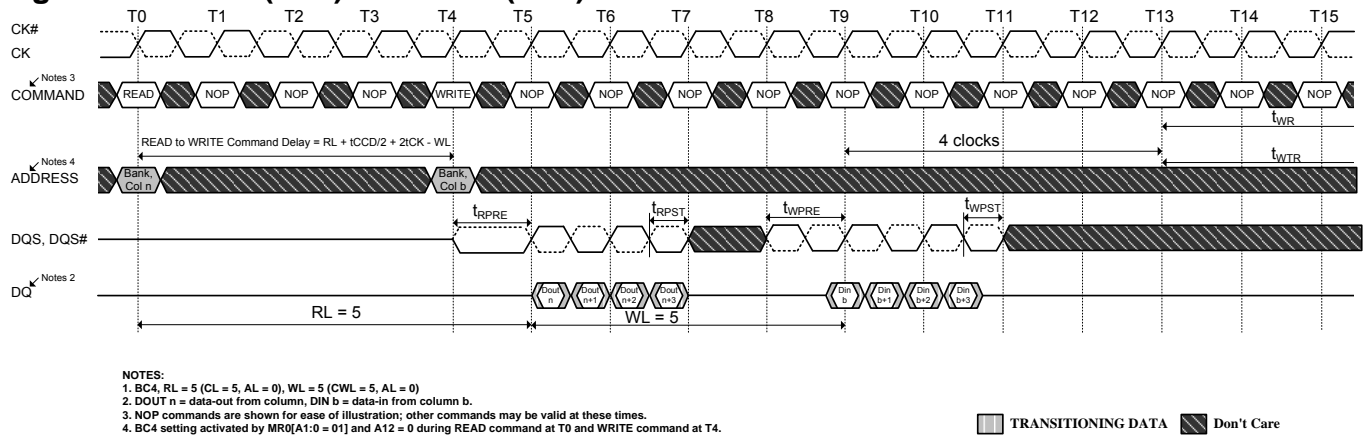 T0 T1 T2 T3 T4 T5 T6 T7 T8 T9 T10 T11 T12 T13 T14 T15
CK#
CK
Notes 3
COMMAND READ NOP NOP NOP WRITE NOP NOP NOP NOP NOP NOP NOP NOP NOP NOP NOP
tWR
READ to WRITE Command Delay = RL + tCCD/2 + 2tCK - WL
4 clocks
tWTR
Notes 4
ADDRESS
Bank, Col n
Bank, Col b
tRPRE tRPST tWPRE tWPST
DQS, DQS#
Notes 2
DQ
Dout n
Dout n+1
Dout n+2
Dout n+3
Din b
Din b+1
Din b+2
Din b+3
RL = 5 WL = 5
NOTES:
1. BC4, RL = 5 (CL = 5, AL = 0), WL = 5 (CWL = 5, AL = 0)
2. DOUT n = data-out from column, DIN b = data-in from column b.
3. NOP commands are shown for ease of illustration; other commands may be valid at these times.
4. BC4 setting activated by MR0[A1:0 = 01] and A12 = 0 during READ command at T0 and WRITE command at T4.
TRANSITIONING DATA Don't Care